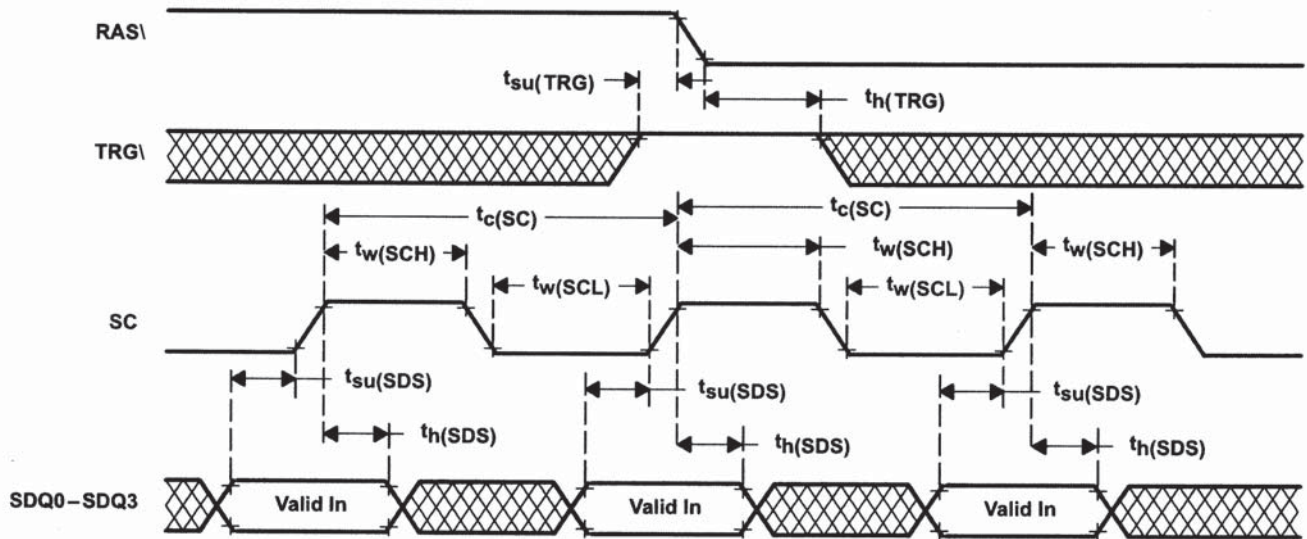 RAS\
tsu(TRG)
th(TRG)
TRG\
tc(SC)
tc(SC)
tw(SCH)
tw(SCH)
tw(SCH)
tw(SCL)
tw(SCL)
SC
tsu(SDS)
tsu(SDS)
tsu(SDS)
th(SDS)
th(SDS)
th(SDS)
SDQ0–SDQ3
Valid In
Valid In
Valid In